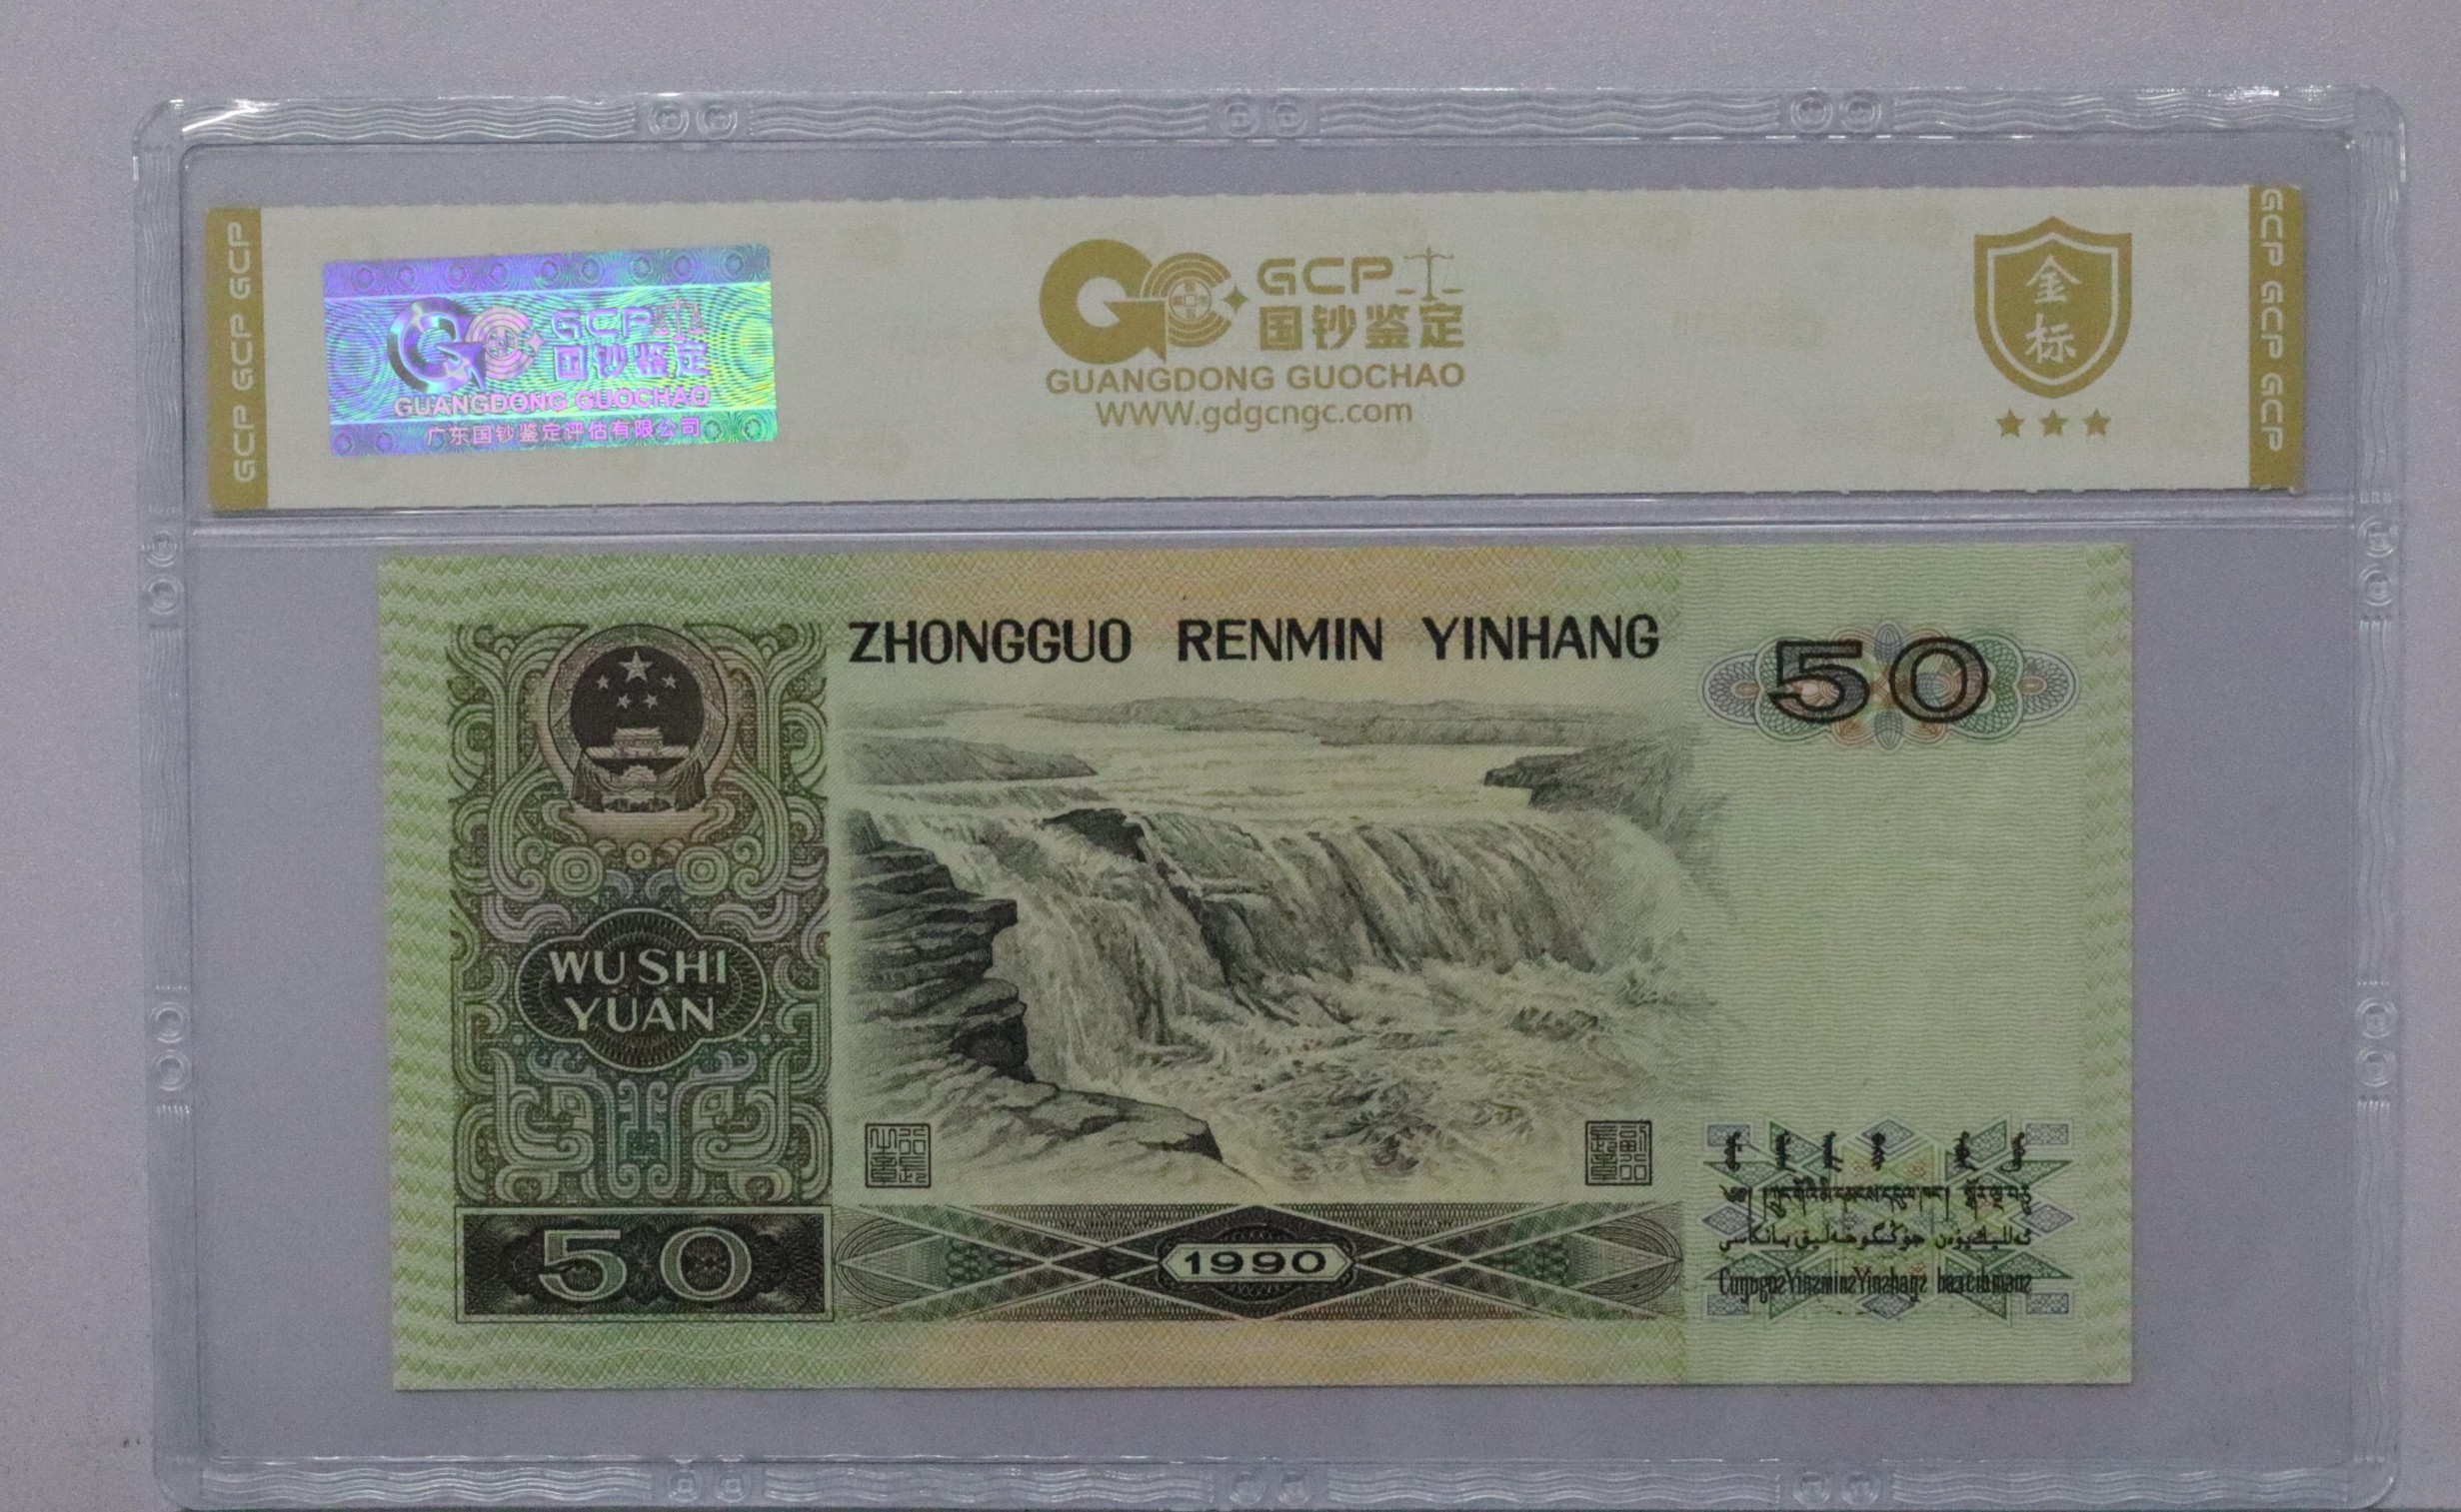 GCP GCP GCP
GCP
国钞鉴定
GUANGDONG GUOCHAO
广东国钞鉴定评估有限公司
GCP
国钞鉴定
GUANGDONG GUOCHAO
WWW.gdgcngc.com
金
标
GCP GCP GCP
ZHONGGUO RENMIN YINHANG
50
WU SHI
YUAN
50
1990